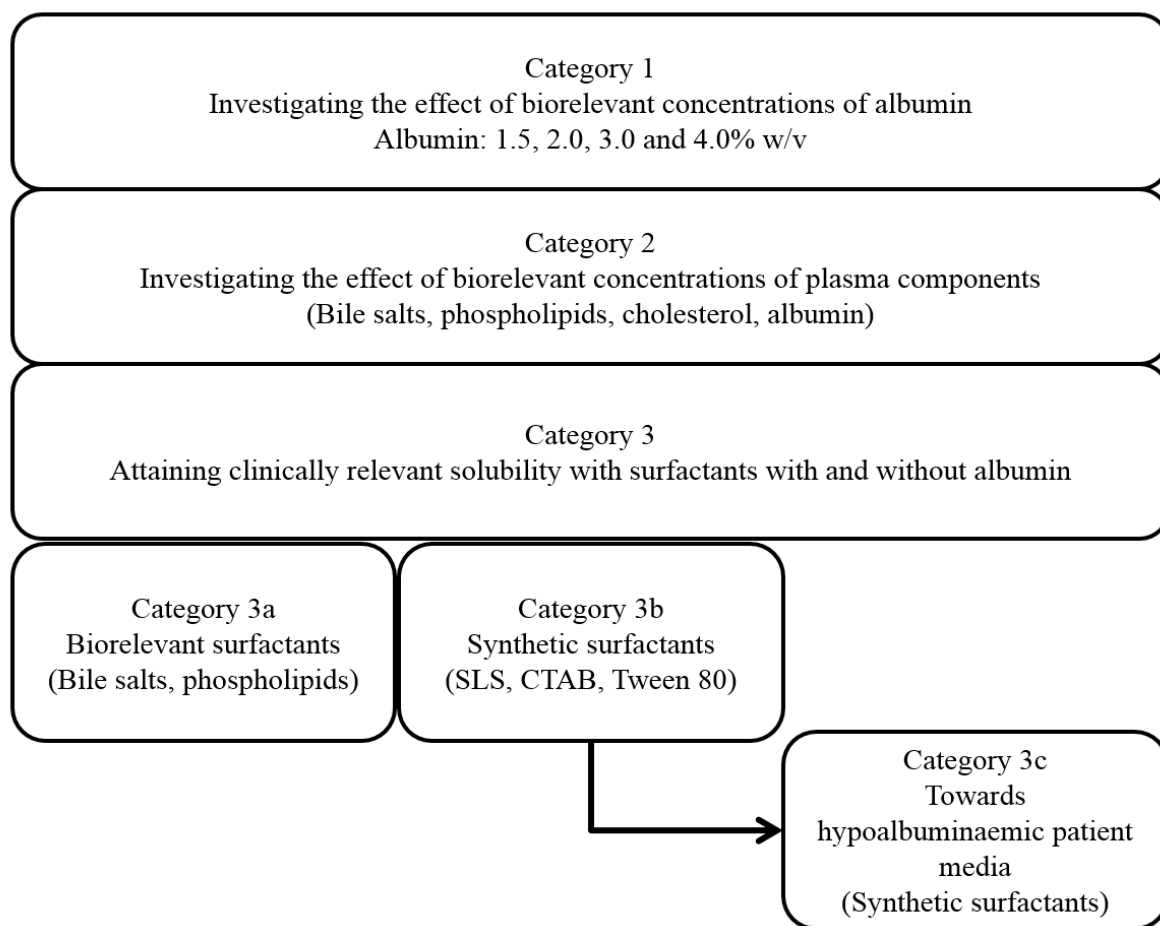 Category 1
Investigating the effect of biorelevant concentrations of albumin
Albumin: 1.5, 2.0, 3.0 and 4.0% w/v
Category 2
Investigating the effect of biorelevant concentrations of plasma components
(Bile salts, phospholipids, cholesterol, albumin)
Category 3
Attaining clinically relevant solubility with surfactants with and without albumin
Category 3a
Biorelevant surfactants
(Bile salts, phospholipids)
Category 3b
Synthetic surfactants
(SLS, CTAB, Tween 80)
Category 3c
Towards
hypoalbuminaemic patient
media
(Synthetic surfactants)